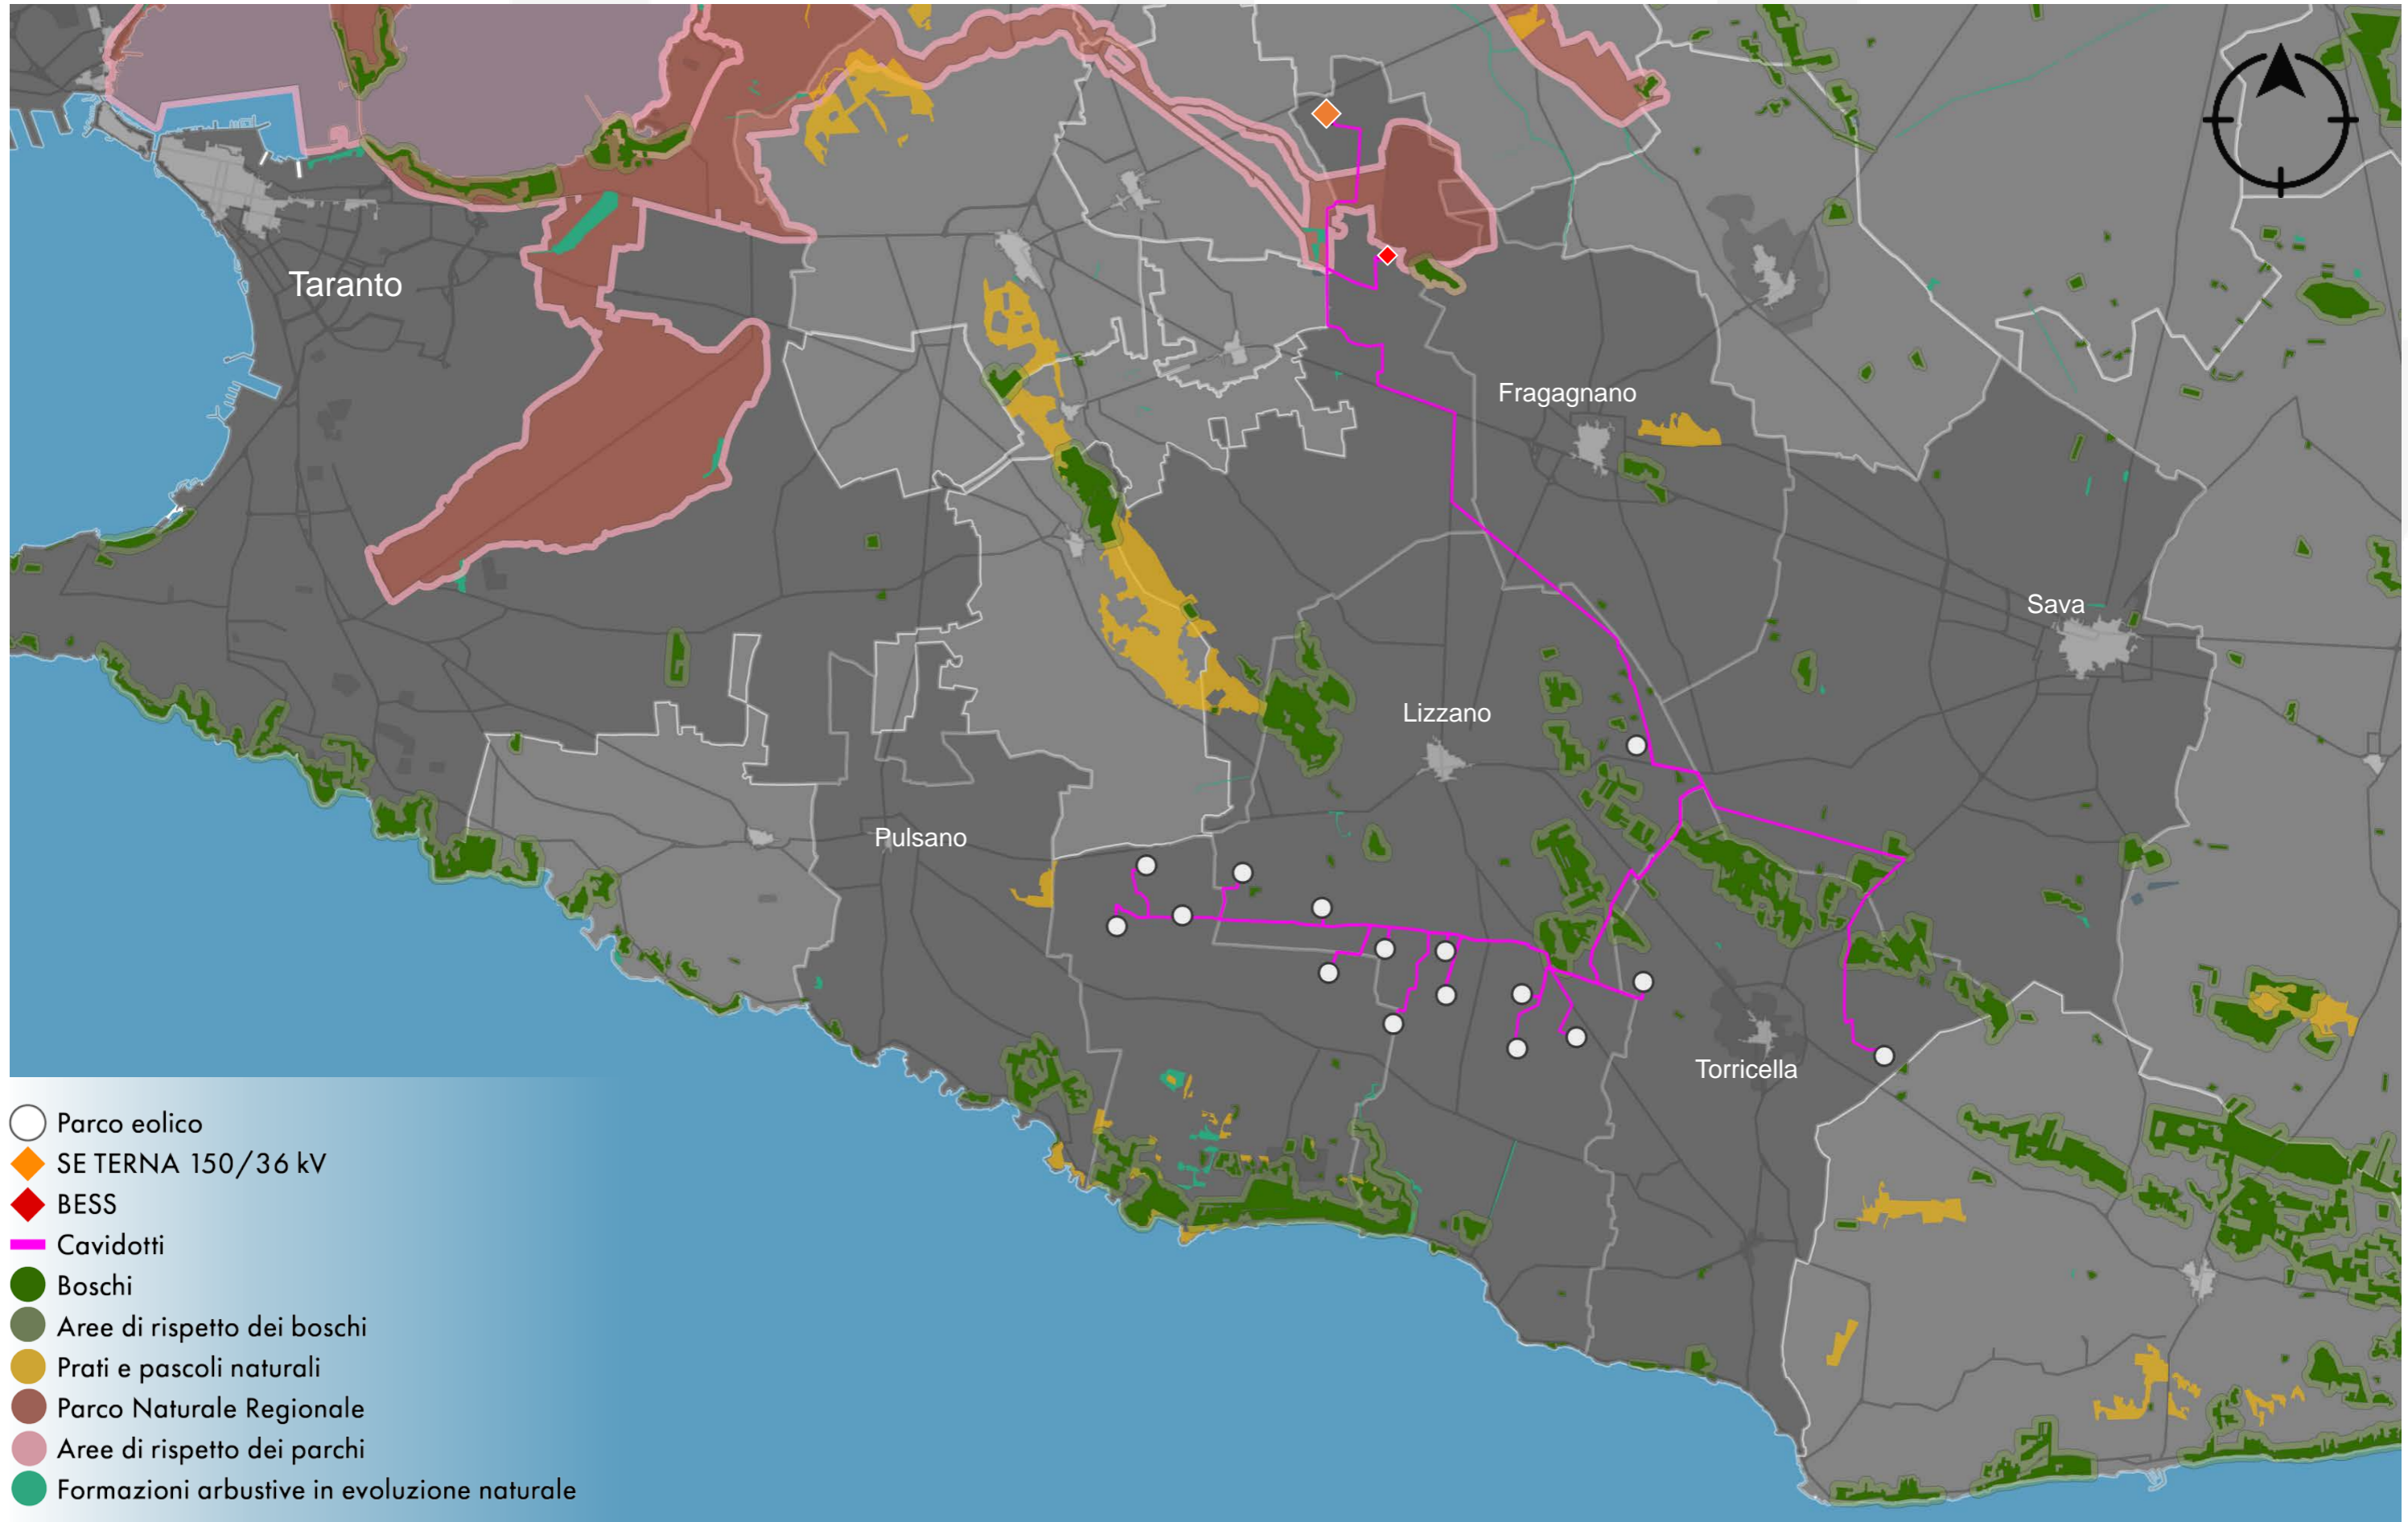 Taranto
Fragagnano
Sava
Lizzano
Pulsano
Torricella
Parco eolico
SE TERNA 150/36 kV
BESS
Cavidotti
Boschi
Aree di rispetto dei boschi
Prati e pascoli naturali
Parco Naturale Regionale
Aree di rispetto dei parchi
Formazioni arbustive in evoluzione naturale